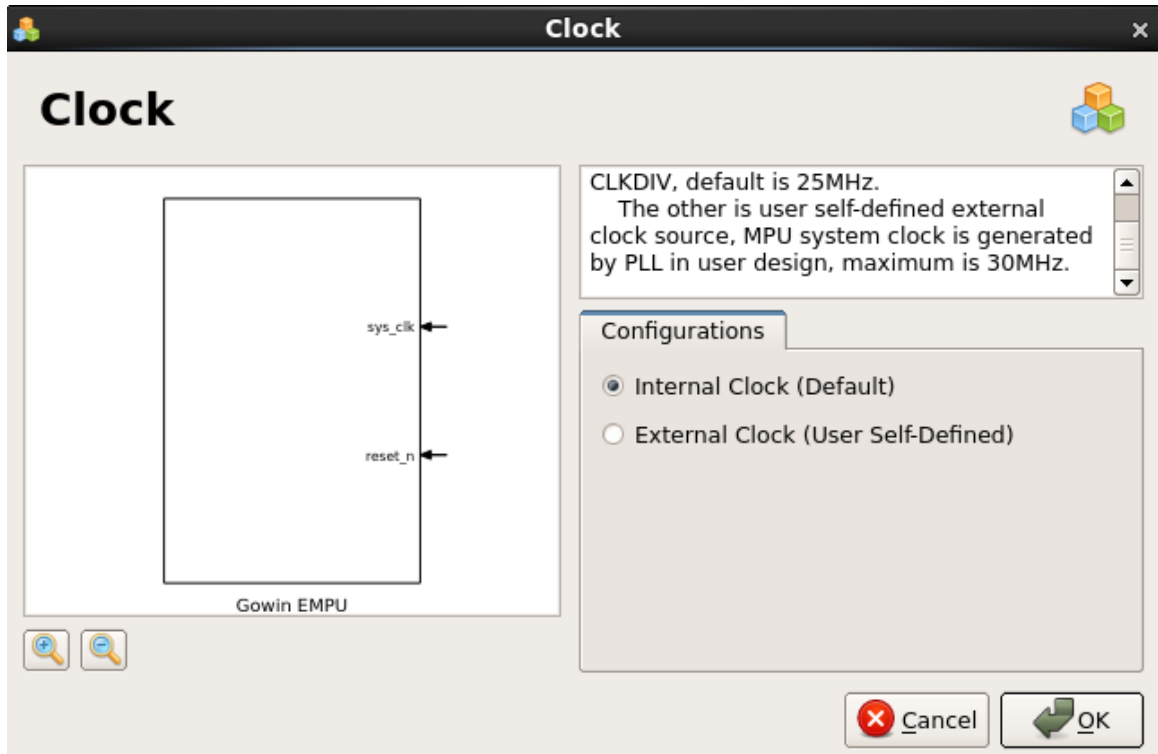 Clock
Clock
sys_clk
reset_n
Gowin EMPU
CLKDIV, default is 25MHz.
The other is user self-defined external
clock source, MPU system clock is generated
by PLL in user design, maximum is 30MHz.
Configurations
Internal Clock (Default)
External Clock (User Self-Defined)
Cancel
OK